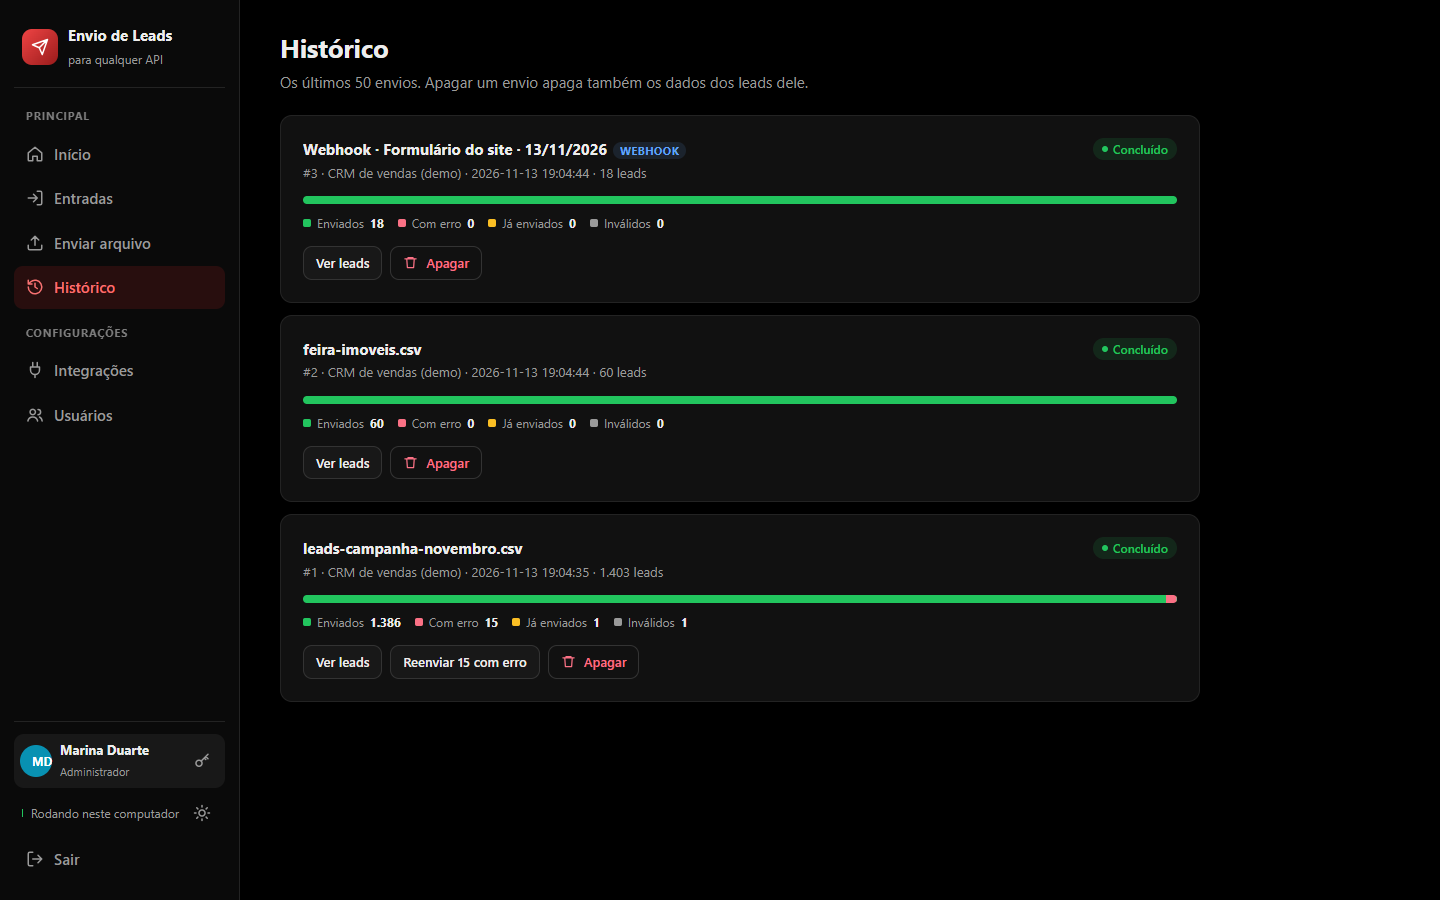 Envio de Leads
para qualquer API
PRINCIPAL
Início
Entradas
Enviar arquivo
Histórico
CONFIGURAÇÕES
Integrações
Usuários
MD
Marina Duarte
Administrador
Rodando neste computador
Sair
Histórico
Os últimos 50 envios. Apagar um envio apaga também os dados dos leads dele.
Webhook · Formulário do site · 13/11/2026 WEBHOOK
Concluído
#3 · CRM de vendas (demo) · 2026-11-13 19:04:44 · 18 leads
Enviados 18 Com erro 0 Já enviados 0 Inválidos 0
Ver leads Apagar
feira-imoveis.csv
Concluído
#2 · CRM de vendas (demo) · 2026-11-13 19:04:44 · 60 leads
Enviados 60 Com erro 0 Já enviados 0 Inválidos 0
Ver leads Apagar
leads-campanha-novembro.csv
Concluído
#1 · CRM de vendas (demo) · 2026-11-13 19:04:35 · 1.403 leads
Enviados 1.386 Com erro 15 Já enviados 1 Inválidos 1
Ver leads Reenviar 15 com erro Apagar